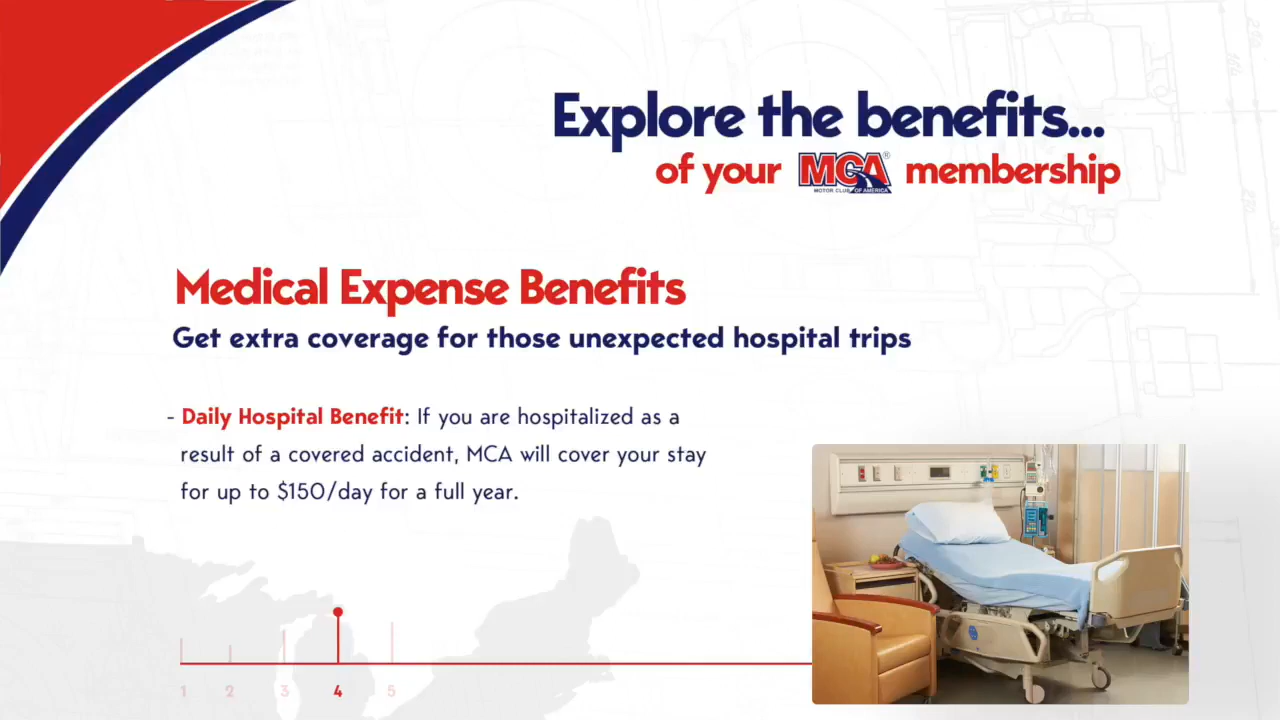 Explore the benefits...
of your MCA® membership
MOTOR CLUB OF AMERICA
Medical Expense Benefits
Get extra coverage for those unexpected hospital trips
- Daily Hospital Benefit: If you are hospitalized as a
result of a covered accident, MCA will cover your stay
for up to $150/day for a full year.
1 2 3 4 5